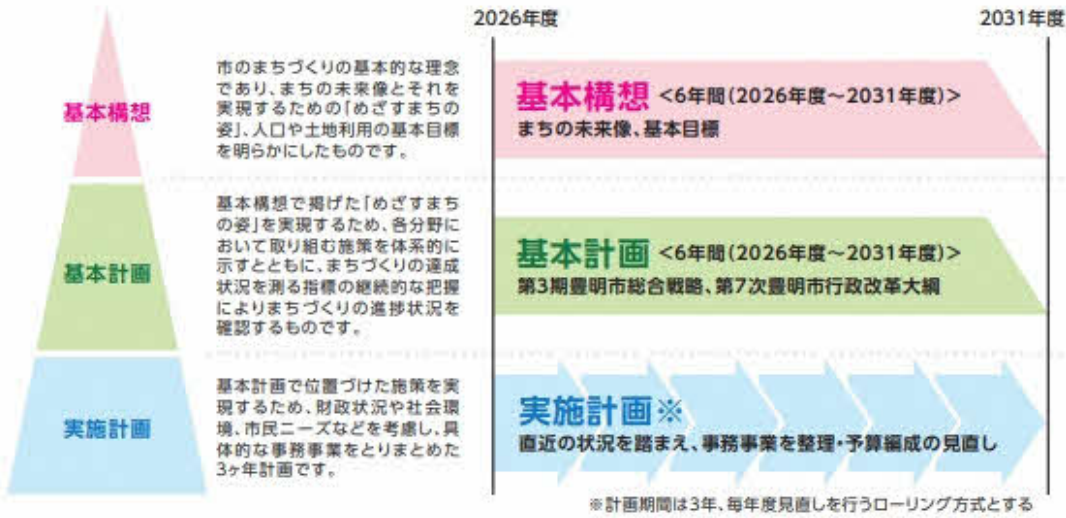 2026年度
2031年度
基本構想
市のまちづくりの基本的な理念
であり、まちの未来像とそれを
実現するための「めざすまちの
姿」、人口や土地利用の基本目標
を明らかにしたものです。
基本構想 <6年間(2026年度～2031年度)>
まちの未来像、基本目標
基本計画
基本構想で掲げた「めざすまち
の姿」を実現するため、各分野に
おいて取り組む施策を体系的に
示すとともに、まちづくりの達成
状況を測る指標の継続的な把握
によりまちづくりの進捗状況を
確認するものです。
基本計画 <6年間(2026年度～2031年度)>
第3期豊明市総合戦略、第7次豊明市行政改革大綱
実施計画
基本計画で位置づけた施策を実
現するため、財政状況や社会環
境、市民ニーズなどを考慮し、具
体的な事務事業をとりまとめた
3ヶ年計画です。
実施計画※
直近の状況を踏まえ、事務事業を整理・予算編成の見直し
※計画期間は3年、毎年度見直しを行うローリング方式とする